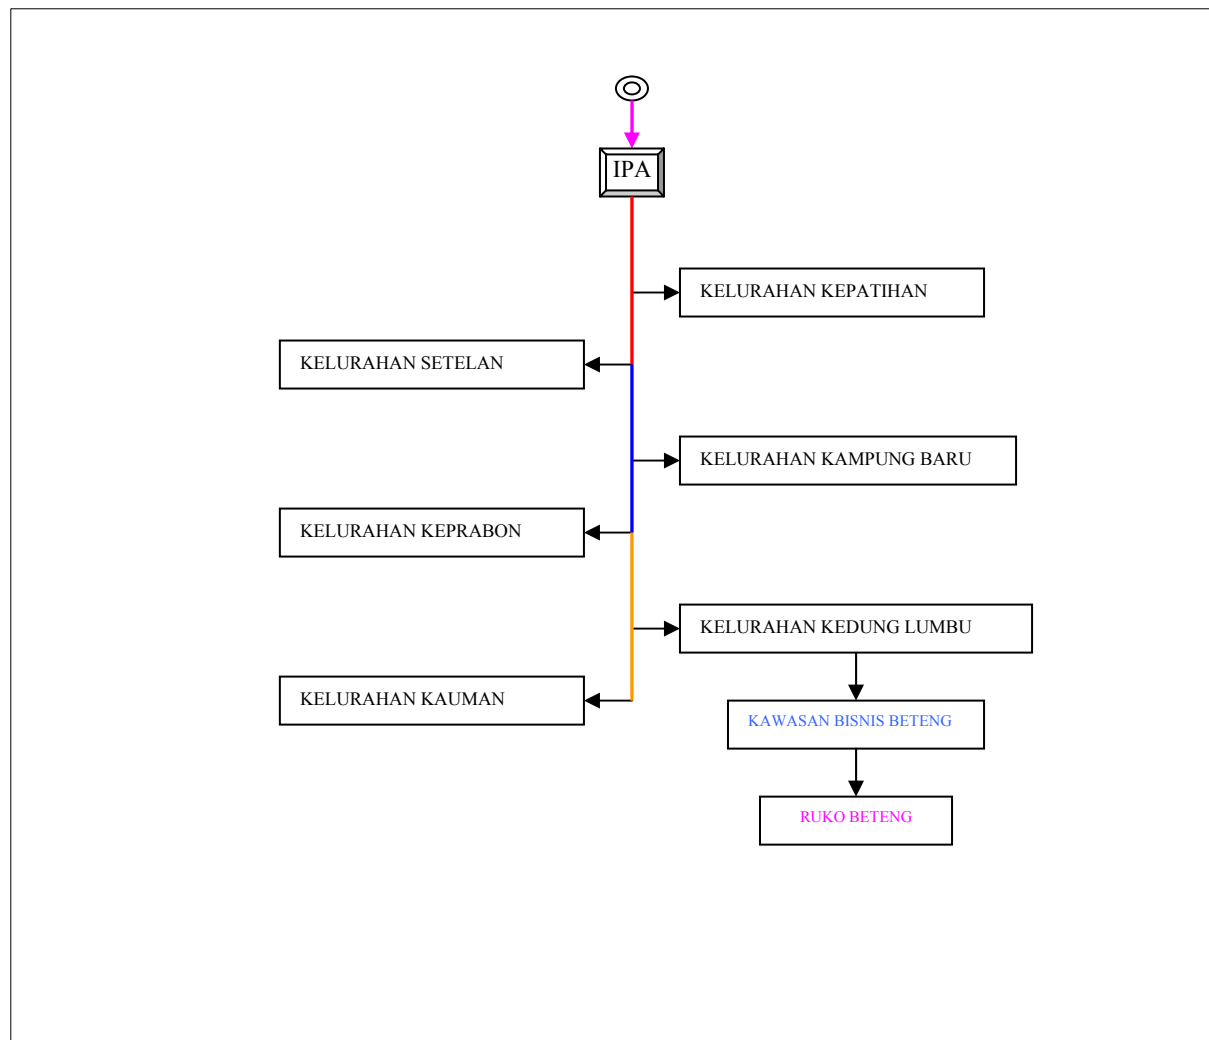 IPA
KELURAHAN KEPATIHAN
KELURAHAN SETELAN
KELURAHAN KAMPUNG BARU
KELURAHAN KEPRABON
KELURAHAN KEDUNG LUMBU
KELURAHAN KAUMAN
KAWASAN BISNIS BETENG
RUKO BETENG